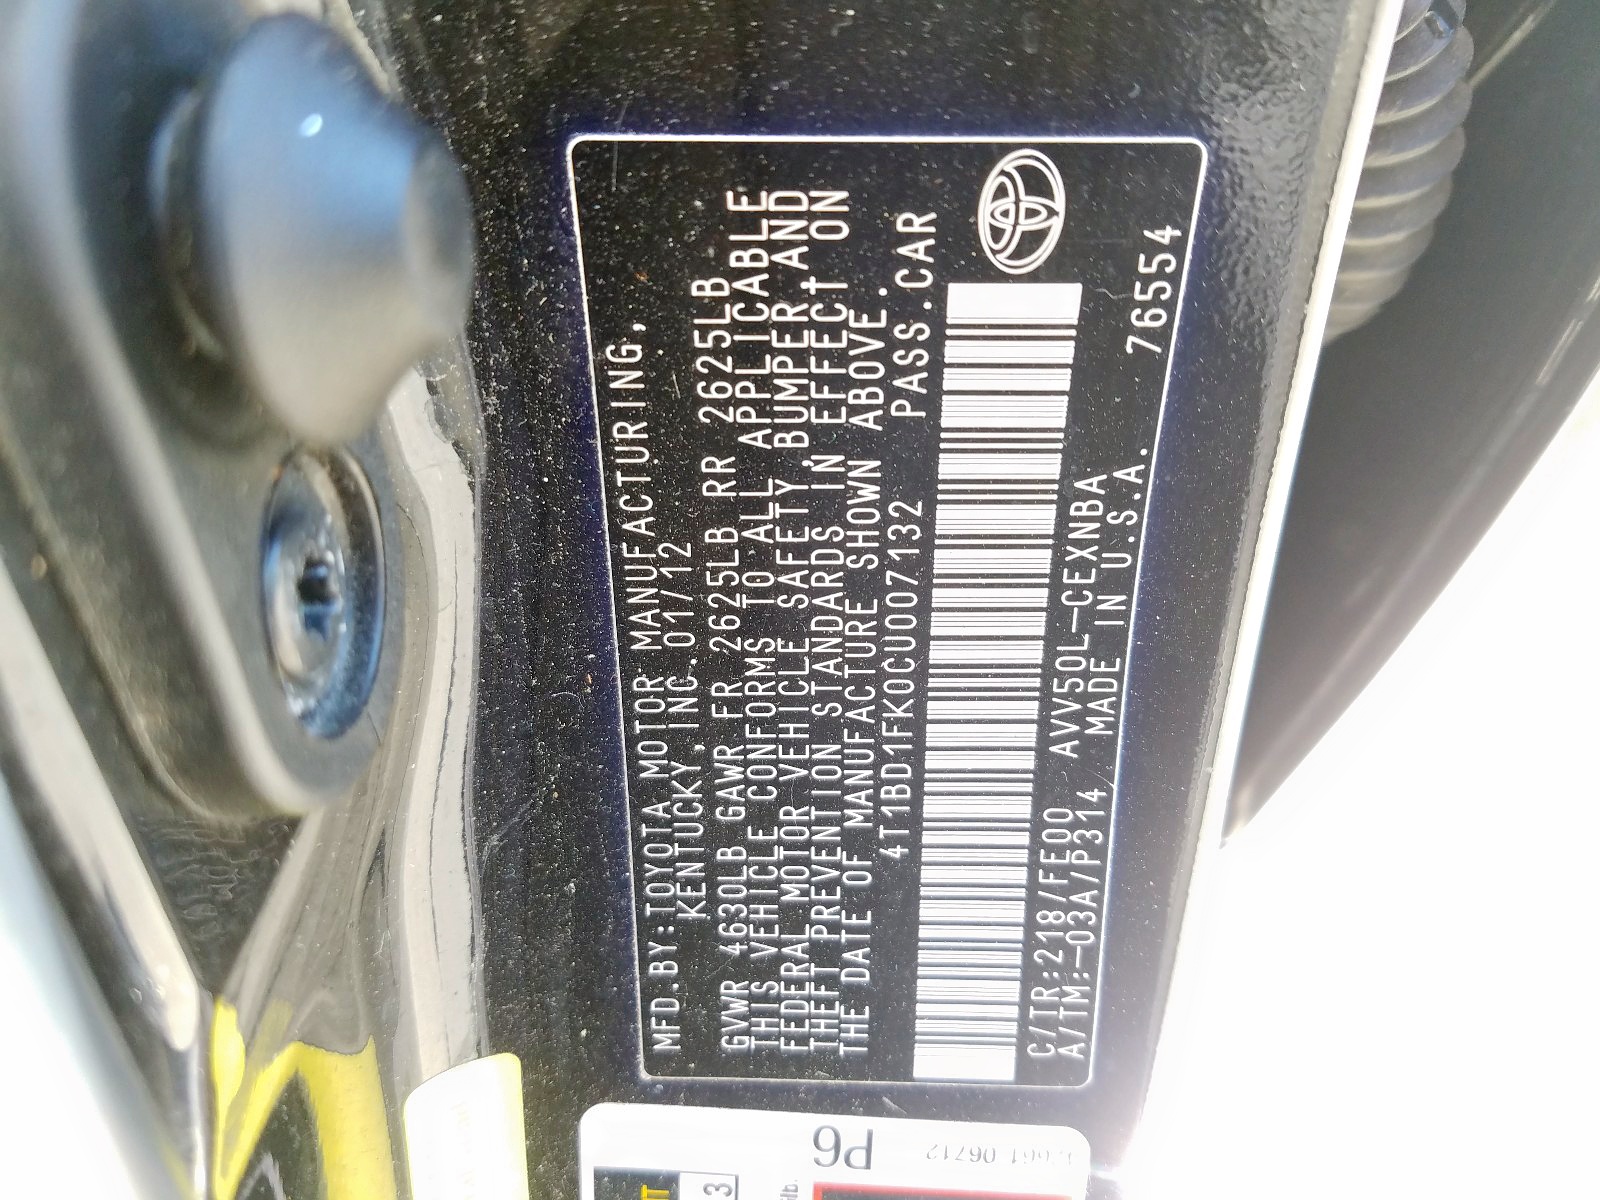 MFD.BY:TOYOTA MOTOR MANUFACTURING,
KENTUCKY,INC.01/12
GVWR 4630LB GAWR FR 2625LB RR 2625LB
THIS VEHICLE CONFORMS TO ALL APPLICABLE
FEDERAL MOTOR VEHICLE SAFETY,BUMPER,AND
THEFT PREVENTION STANDARDS IN EFFECT ON
THE DATE OF MANUFACTURE SHOWN ABOVE.
4T1BD1FK0CU007132 PASS.CAR
C/TR:218/FE00 AVV50L-CEXNBA
A/TM:-03A/P314 MADE IN U.S.A. 76554
P6
06712
3